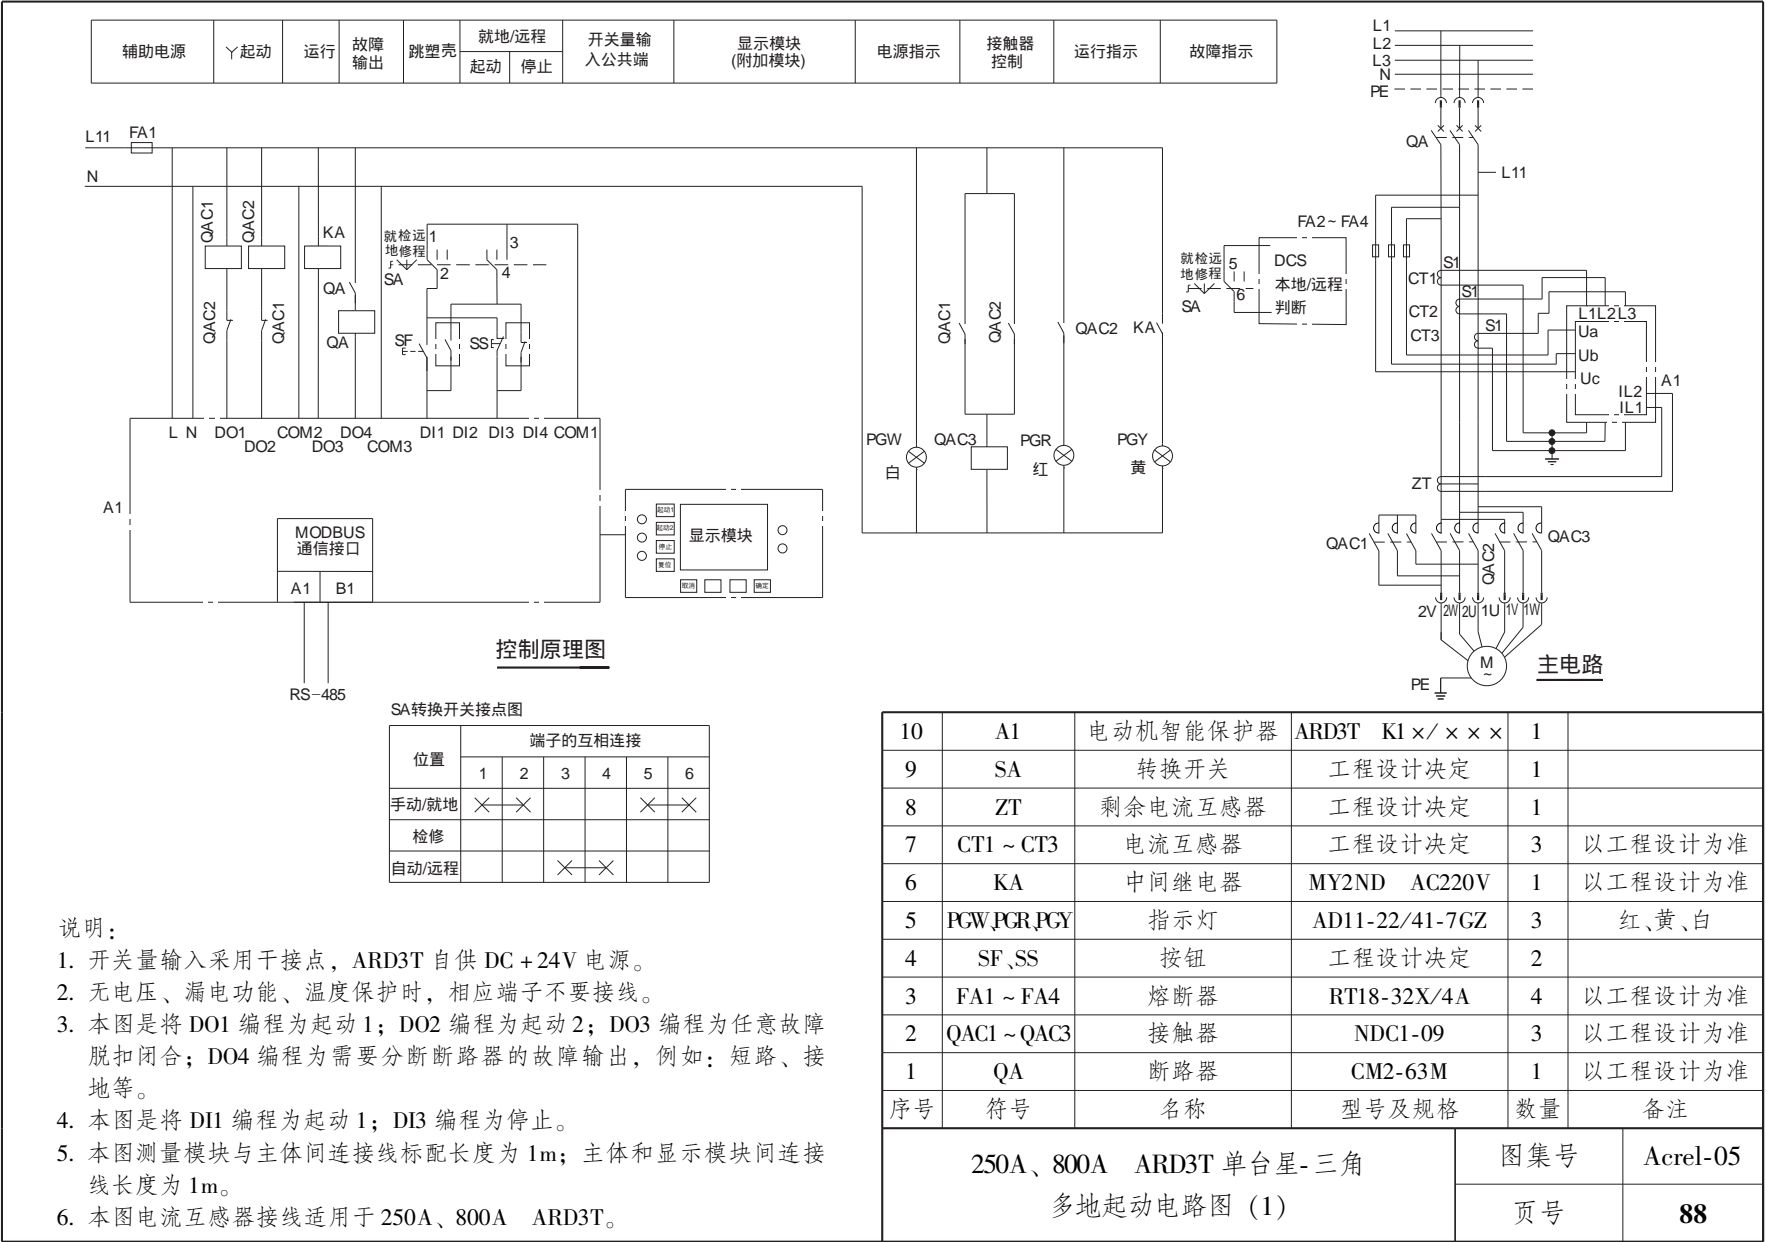 辅助电源 丫起动 运行 故障输出 跳塑壳 就地/远程 起动 停止 开关量输入公共端 显示模块(附加模块) 电源指示 接触器控制 运行指示 故障指示
L11 FA1
N
QAC1 QAC2 KA
QAC2 QAC1 QA
QA
就检远
地修程
SA
1 2 3 4
SF SS
QAC1 QAC2 QAC2 KA
就检远
地修程
SA
5 6
DCS
本地/远程
判断
L N DO1 DO2 COM2 DO3 DO4 COM3 DI1 DI2 DI3 DI4 COM1
A1
MODBUS
通信接口
A1 B1
RS-485
起动1
起动2
停止
复位
显示模块
取消 确定
PGW 白
QAC3
PGR 红
PGY 黄
控制原理图
L1
L2
L3
N
PE
QA
L11
FA2~FA4
CT1 S1
CT2 S1
CT3 S1
L1 L2 L3
Ua
Ub
Uc
IL2
IL1
A1
ZT
QAC1 QAC2 QAC3
2V 2W 2U 1U 1V 1W
M
~
PE
主电路
SA转换开关接点图
位置 端子的互相连接
1 2 3 4 5 6
手动/就地
检修
自动/远程
说明：
1. 开关量输入采用干接点，ARD3T 自供 DC+24V 电源。
2. 无电压、漏电功能、温度保护时，相应端子不要接线。
3. 本图是将 DO1 编程为起动 1；DO2 编程为起动 2；DO3 编程为任意故障
脱扣闭合；DO4 编程为需要分断断路器的故障输出，例如：短路、接
地等。
4. 本图是将 DI1 编程为起动 1；DI3 编程为停止。
5. 本图测量模块与主体间连接线标配长度为 1m；主体和显示模块间连接
线长度为 1m。
6. 本图电流互感器接线适用于 250A、800A ARD3T。
10 A1 电动机智能保护器 ARD3T K1×/××× 1
9 SA 转换开关 工程设计决定 1
8 ZT 剩余电流互感器 工程设计决定 1
7 CT1～CT3 电流互感器 工程设计决定 3 以工程设计为准
6 KA 中间继电器 MY2ND AC220V 1 以工程设计为准
5 PGW、PGR、PGY 指示灯 AD11-22/41-7GZ 3 红、黄、白
4 SF、SS 按钮 工程设计决定 2
3 FA1～FA4 熔断器 RT18-32X/4A 4 以工程设计为准
2 QAC1～QAC3 接触器 NDC1-09 3 以工程设计为准
1 QA 断路器 CM2-63M 1 以工程设计为准
序号 符号 名称 型号及规格 数量 备注
250A、800A ARD3T 单台星-三角
多地起动电路图（1）
图集号 Acrel-05
页号 88